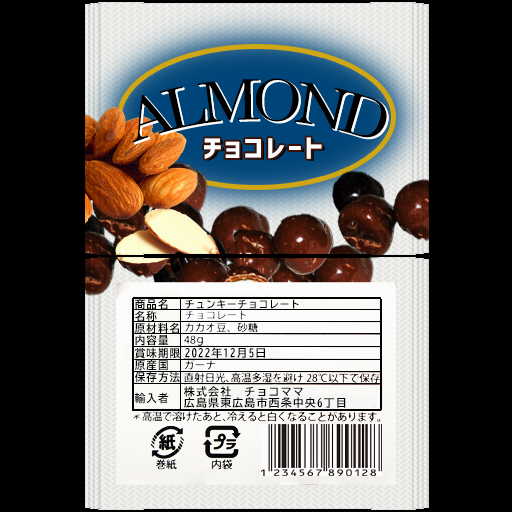 ALMOND
チョコレート
商品名 チュンキーチョコレート
名称 チョコレート
原材料名 カカオ豆、砂糖
内容量 48g
賞味期限 2022年12月5日
原産国 ガーナ
保存方法 直射日光、高温多湿を避け28℃以下で保存
輸入者 株式会社 チョコママ
広島県東広島市西条中央6丁目
*高温で溶けたあと、冷えると白くなることがあります。
紙 プラ
巻紙 内袋
1 234567 890128